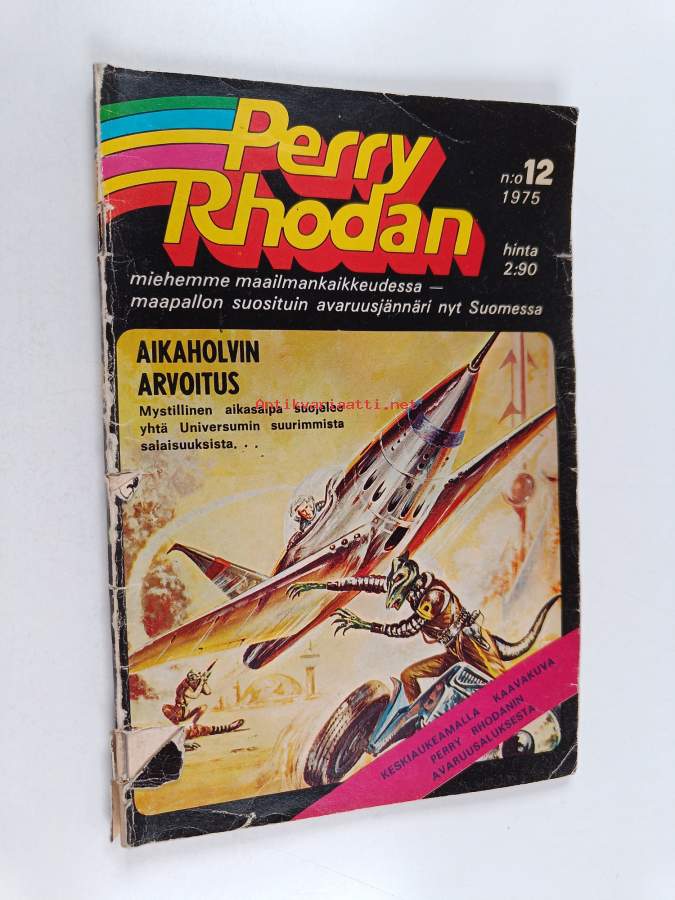 Perry
Rhodan
n:o 12
1975
hinta
2:90
miehemme maailmankaikkeudessa —
maapallon suosituin avaruusjännäri nyt Suomessa
AIKAHOLVIN
ARVOITUS
Mystillinen aikasalpa suojelee
yhtä Universumin suurimmista
salaisuuksista. . .
Antikvariaatti.net
KESKIAUKEAMALLA KAAVAKUVA
PERRY RHODANIN
AVARUUSALUKSESTA